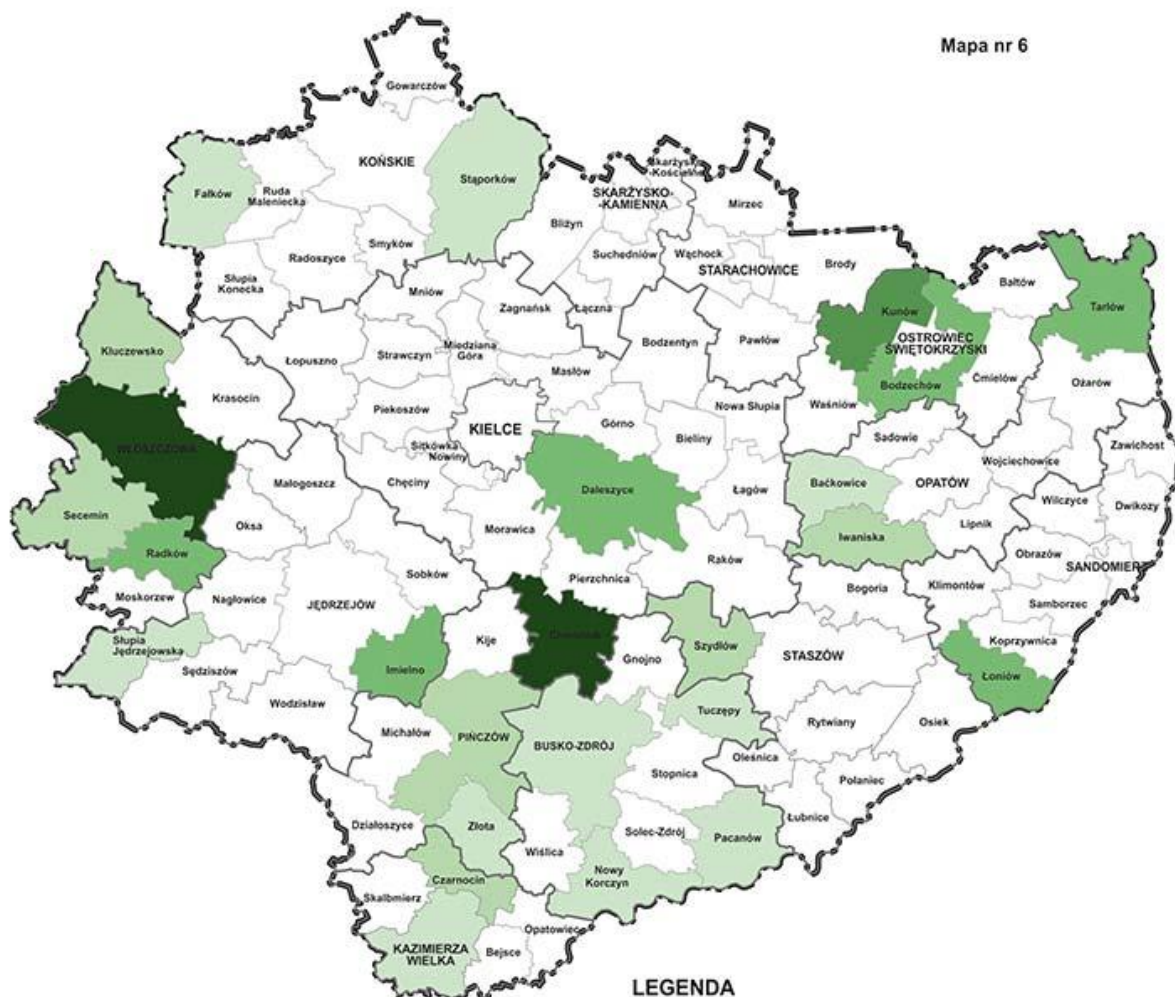 Mapa nr 6
Gowarczów
KOŃSKIE
Stąporków
Fałków
Ruda
Maleniecka
Skarżysko
-Kościelne
SKARŻYSKO-
KAMIENNA
Mirzec
Bliżyn
Smyków
Radoszyce
Suchedniów
Wąchock
STARACHOWICE
Brody
Bałtów
Tarłów
Słupia
Konecka
Mniów
Zagnańsk
Łączna
Kunów
OSTROWIEC
ŚWIĘTOKRZYSKI
Kluczewsko
Łopuszno
Strawczyn
Miedziana
Góra
Bodzentyn
Pawłów
Masłów
Ożarów
Krasocin
Piekoszów
Nowa Słupia
Waśniów
Bodzechów
Ćmielów
KIELCE
Górno
Bieliny
Sadowie
Zawichost
WŁOSZCZOWA
Sitkówka
Nowiny
Wojciechowice
Małogoszcz
Chęciny
Daleszyce
Łagów
Baćkowice
OPATÓW
Wilczyce
Dwikozy
Secemin
Oksa
Morawica
Lipnik
Iwaniska
Radków
Raków
Obrazów
SANDOMIERZ
Sobków
Pierzchnica
Bogoria
Klimontów
Moskorzew
Nagłowice
JĘDRZEJÓW
Samborzec
Słupia
Jędrzejowska
Kije
Chmielnik
Szydłów
Koprzywnica
Sędziszów
Imielno
Gnojno
STASZÓW
Łoniów
Wodzisław
Tuczępy
Rytwiany
Osiek
Michałów
PIŃCZÓW
BUSKO-ZDRÓJ
Stopnica
Oleśnica
Połaniec
Działoszyce
Złota
Solec-Zdrój
Pacanów
Łubnice
Wiślica
Czarnocin
Nowy
Korczyn
Skalbmierz
KAZIMIERZA
WIELKA
Bejsce
Opatowiec
LEGENDA